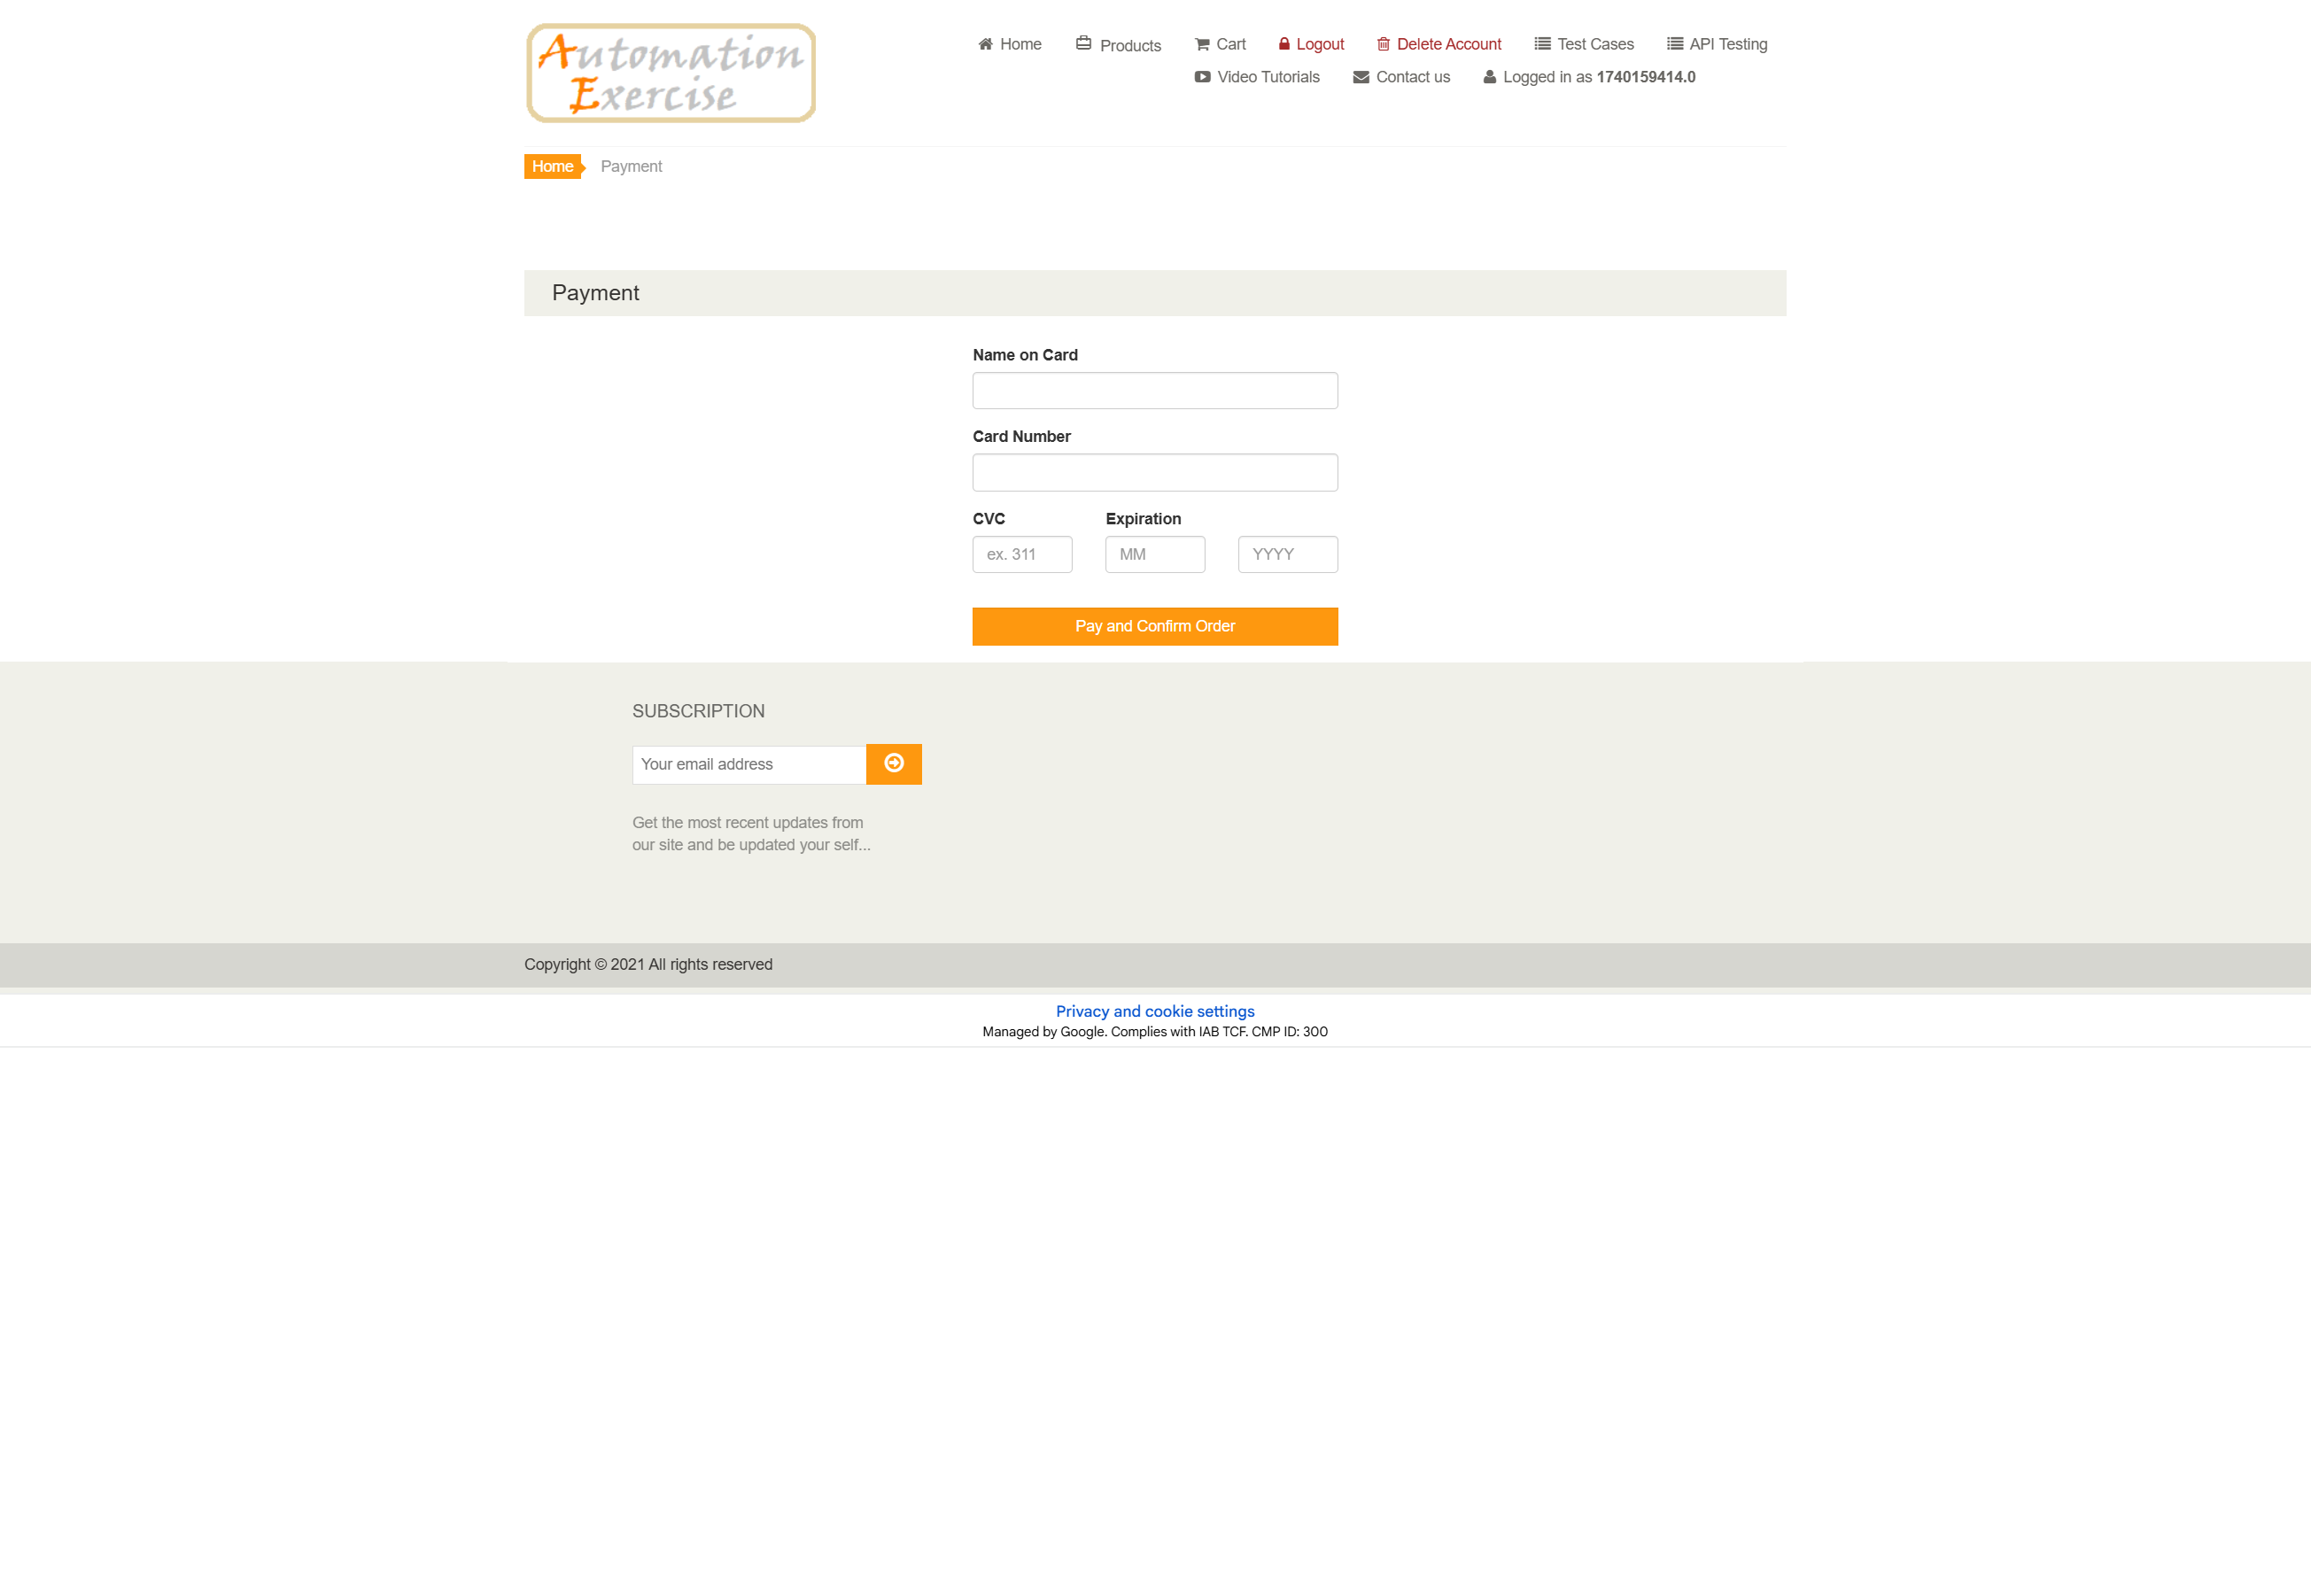 Automation
Exercise
Home Products Cart Logout Delete Account Test Cases API Testing
Video Tutorials Contact us Logged in as 1740159414.0
Home Payment
Payment
Name on Card
Card Number
CVC Expiration
ex. 311 MM YYYY
Pay and Confirm Order
SUBSCRIPTION
Your email address
Get the most recent updates from
our site and be updated your self...
Copyright © 2021 All rights reserved
Privacy and cookie settings
Managed by Google. Complies with IAB TCF. CMP ID: 300